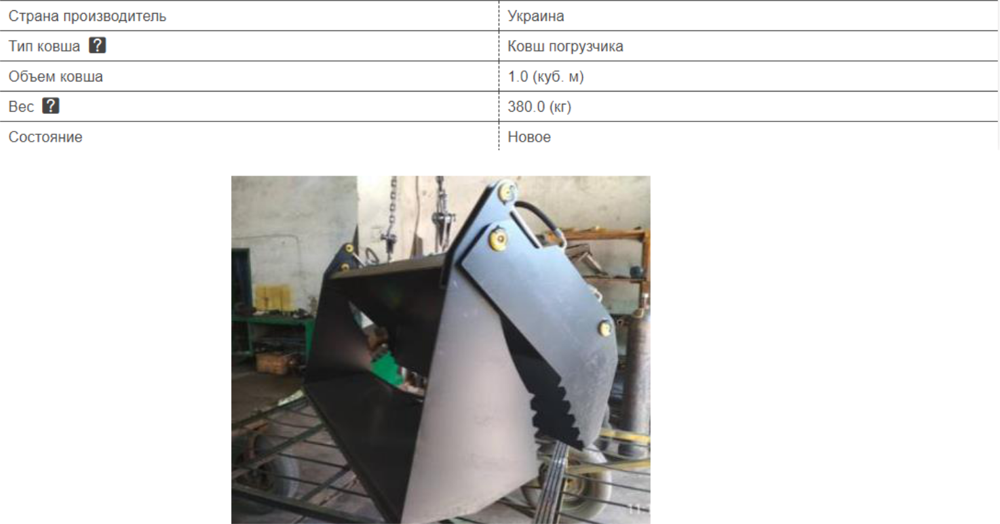 Страна производитель Украина
Тип ковша ? Ковш погрузчика
Объем ковша 1.0 (куб. м)
Вес ? 380.0 (кг)
Состояние Новое